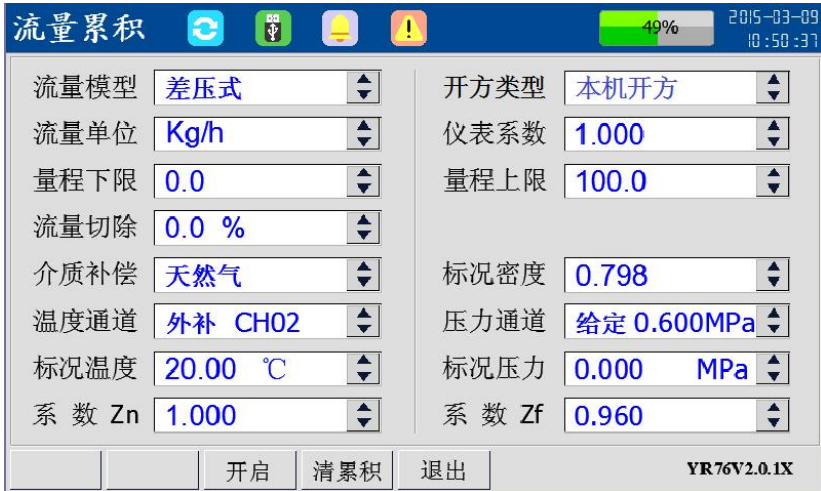 流量累积 49% 2015-03-09
10:50:37
流量模型 差压式 开方类型 本机开方
流量单位 Kg/h 仪表系数 1.000
量程下限 0.0 量程上限 100.0
流量切除 0.0 %
介质补偿 天然气 标况密度 0.798
温度通道 外补 CH02 压力通道 给定 0.600MPa
标况温度 20.00 ℃ 标况压力 0.000 MPa
系 数 Zn 1.000 系 数 Zf 0.960
开启 清累积 退出 YR76V2.0.1X